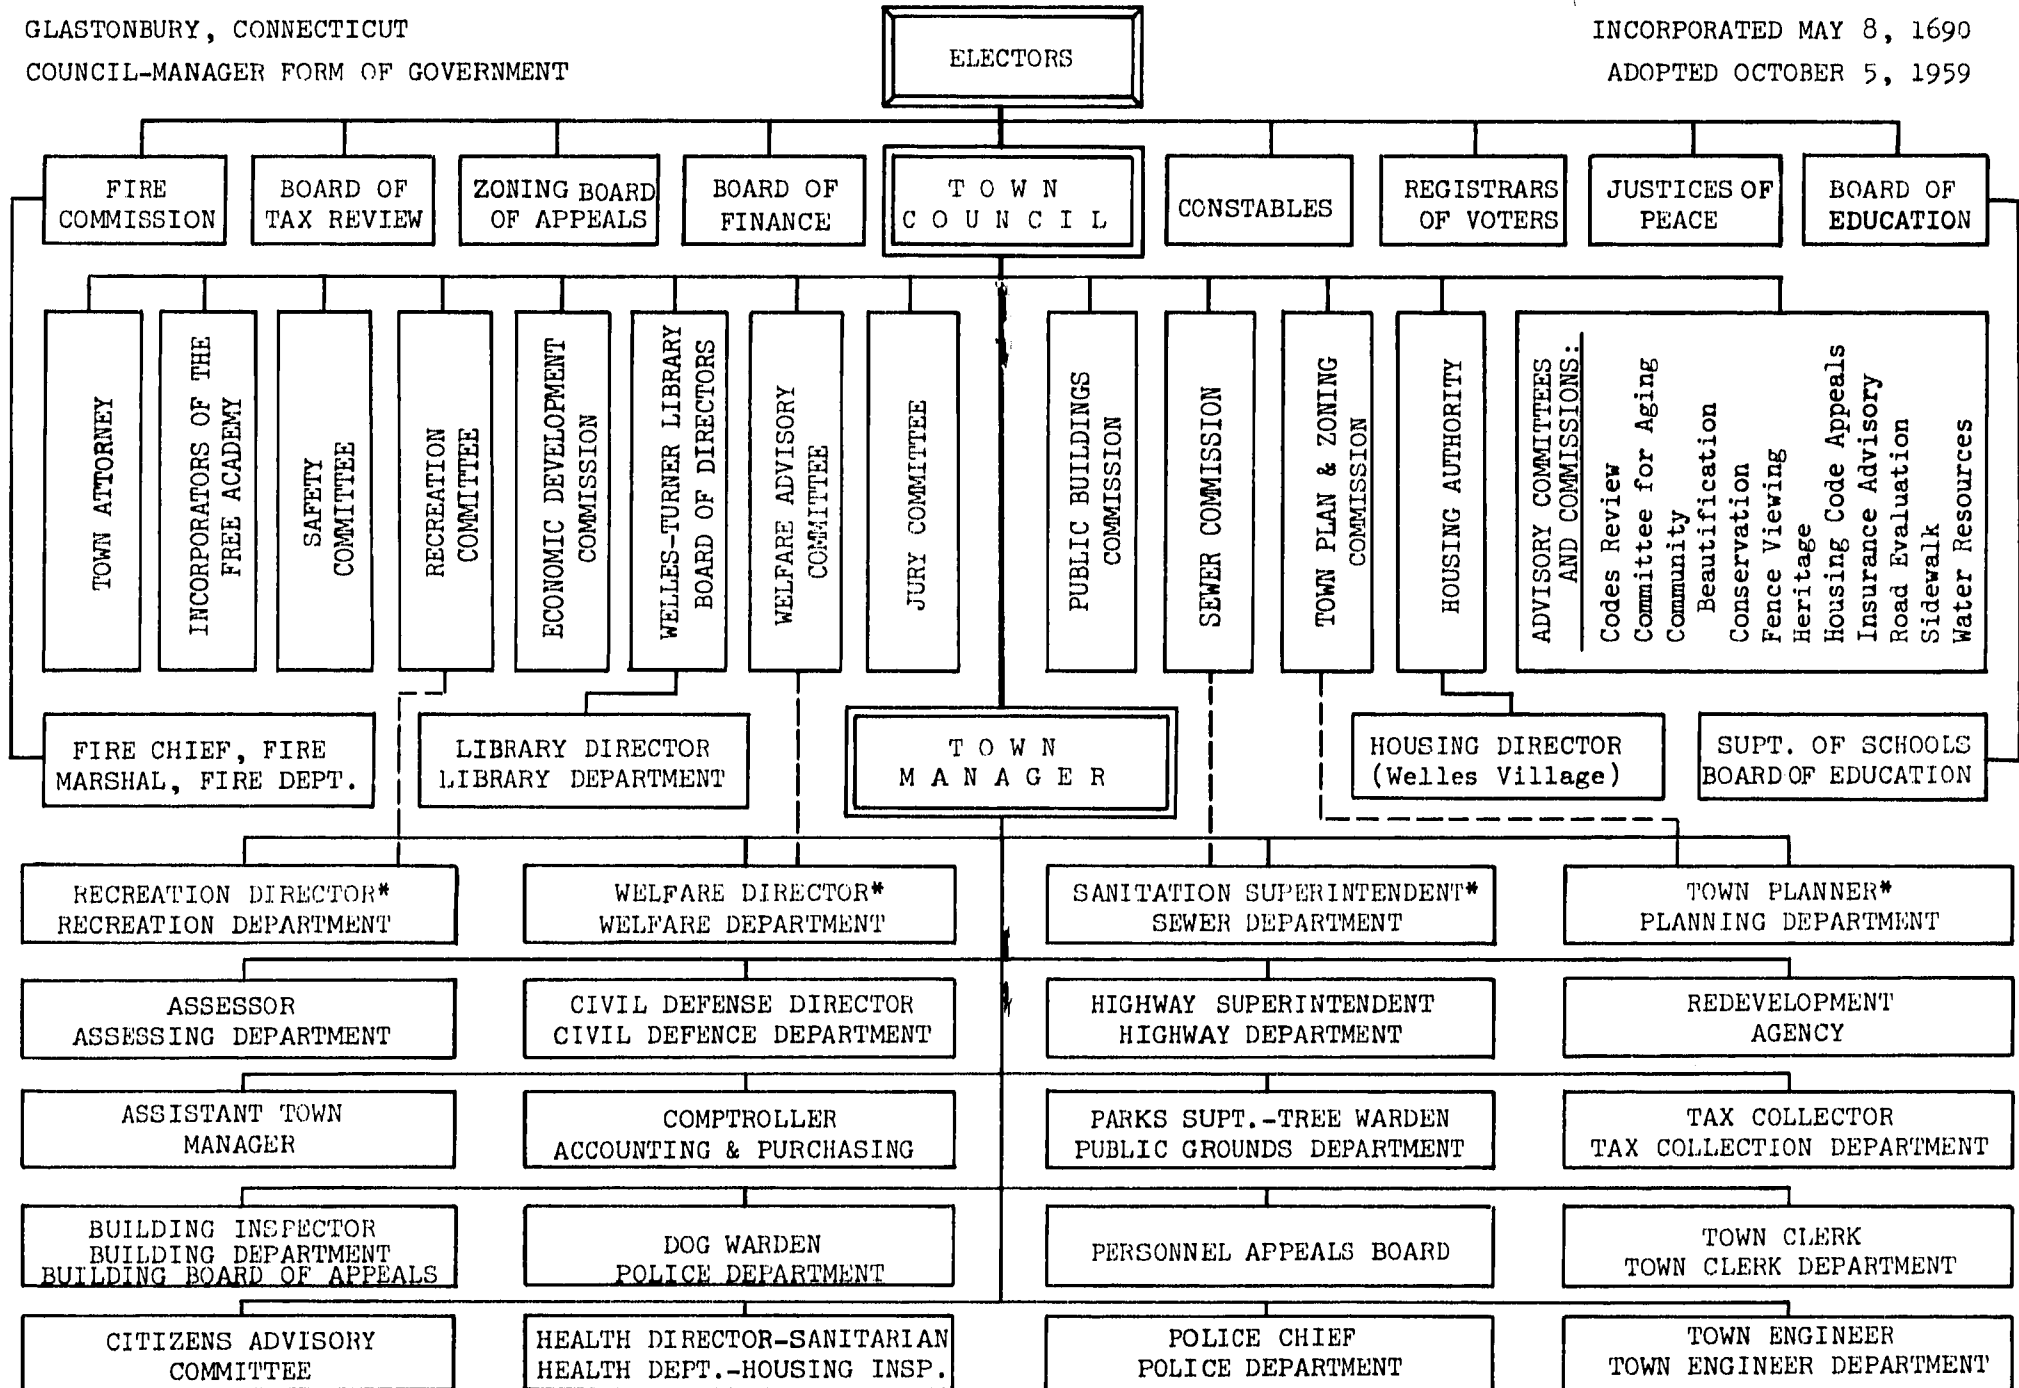 GLASTONBURY, CONNECTICUT
COUNCIL-MANAGER FORM OF GOVERNMENT
INCORPORATED MAY 8, 1690
ADOPTED OCTOBER 5, 1959
ELECTORS
FIRE
COMMISSION
BOARD OF
TAX REVIEW
ZONING BOARD
OF APPEALS
BOARD OF
FINANCE
TOWN
COUNCIL
CONSTABLES
REGISTRARS
OF VOTERS
JUSTICES OF
PEACE
BOARD OF
EDUCATION
TOWN ATTORNEY
INCORPORATORS OF THE
FREE ACADEMY
SAFETY
COMMITTEE
RECREATION
COMMITTEE
ECONOMIC DEVELOPMENT
COMMISSION
WELLES-TURNER LIBRARY
BOARD OF DIRECTORS
WELFARE ADVISORY
COMMITTEE
JURY COMMITTEE
PUBLIC BUILDINGS
COMMISSION
SEWER COMMISSION
TOWN PLAN & ZONING
COMMISSION
HOUSING AUTHORITY
ADVISORY COMMITTEES
AND COMMISSIONS:
Codes Review
Committee for Aging
Community
Beautification
Conservation
Fence Viewing
Heritage
Housing Code Appeals
Insurance Advisory
Road Evaluation
Sidewalk
Water Resources
FIRE CHIEF, FIRE
MARSHAL, FIRE DEPT.
LIBRARY DIRECTOR
LIBRARY DEPARTMENT
TOWN
MANAGER
HOUSING DIRECTOR
(Welles Village)
SUPT. OF SCHOOLS
BOARD OF EDUCATION
RECREATION DIRECTOR*
RECREATION DEPARTMENT
WELFARE DIRECTOR*
WELFARE DEPARTMENT
SANITATION SUPERINTENDENT*
SEWER DEPARTMENT
TOWN PLANNER*
PLANNING DEPARTMENT
ASSESSOR
ASSESSING DEPARTMENT
CIVIL DEFENSE DIRECTOR
CIVIL DEFENCE DEPARTMENT
HIGHWAY SUPERINTENDENT
HIGHWAY DEPARTMENT
REDEVELOPMENT
AGENCY
ASSISTANT TOWN
MANAGER
COMPTROLLER
ACCOUNTING & PURCHASING
PARKS SUPT.-TREE WARDEN
PUBLIC GROUNDS DEPARTMENT
TAX COLLECTOR
TAX COLLECTION DEPARTMENT
BUILDING INSPECTOR
BUILDING DEPARTMENT
BUILDING BOARD OF APPEALS
DOG WARDEN
POLICE DEPARTMENT
PERSONNEL APPEALS BOARD
TOWN CLERK
TOWN CLERK DEPARTMENT
CITIZENS ADVISORY
COMMITTEE
HEALTH DIRECTOR-SANITARIAN
HEALTH DEPT.-HOUSING INSP.
POLICE CHIEF
POLICE DEPARTMENT
TOWN ENGINEER
TOWN ENGINEER DEPARTMENT